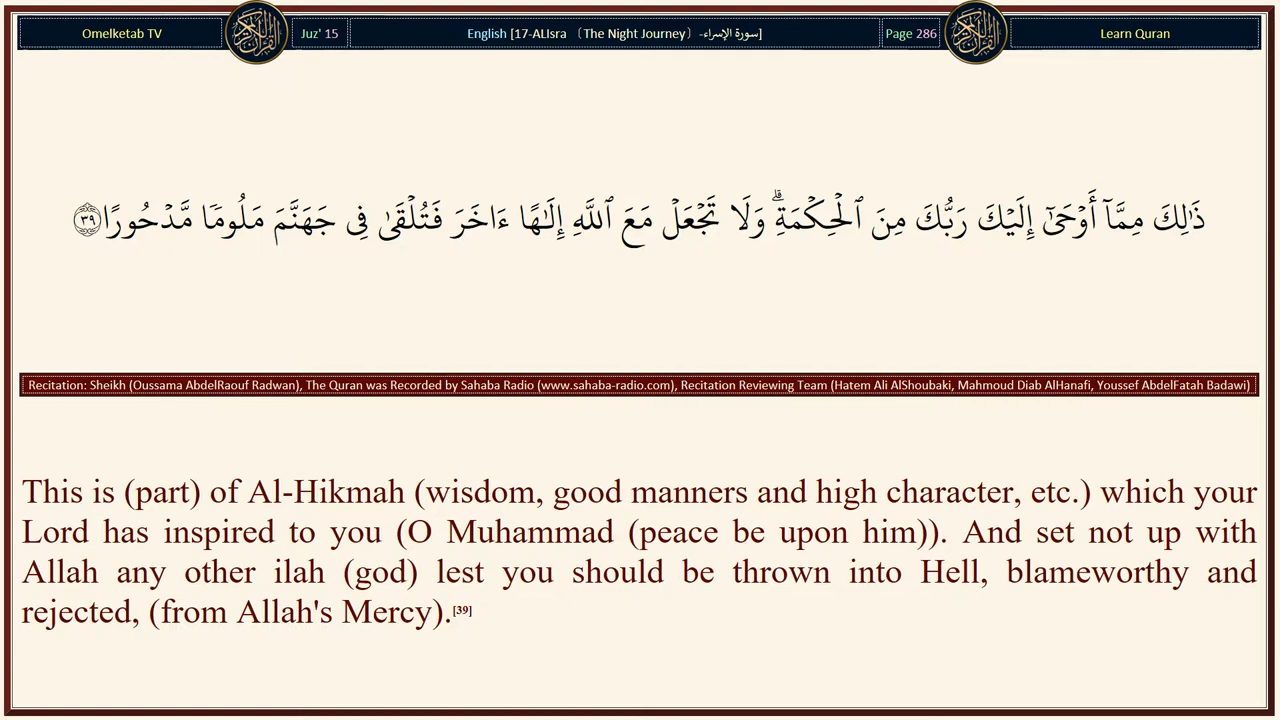 Omelketab TV
Juz' 15
English [17-ALIsra 〔The Night Journey〕 -سورة الإسراء]
Page 286
Learn Quran
ذَٰلِكَ مِمَّآ أَوۡحَىٰٓ إِلَيۡكَ رَبُّكَ مِنَ ٱلۡحِكۡمَةِۗ وَلَا تَجۡعَلۡ مَعَ ٱللَّهِ إِلَٰهًا ءَاخَرَ فَتُلۡقَىٰ فِي جَهَنَّمَ مَلُومٗا مَّدۡحُورًا ٣٩
Recitation: Sheikh (Oussama AbdelRaouf Radwan), The Quran was Recorded by Sahaba Radio (www.sahaba-radio.com), Recitation Reviewing Team (Hatem Ali AlShoubaki, Mahmoud Diab AlHanafi, Youssef AbdelFatah Badawi)
This is (part) of Al-Hikmah (wisdom, good manners and high character, etc.) which your
Lord has inspired to you (O Muhammad (peace be upon him)). And set not up with
Allah any other ilah (god) lest you should be thrown into Hell, blameworthy and
rejected, (from Allah's Mercy).[39]